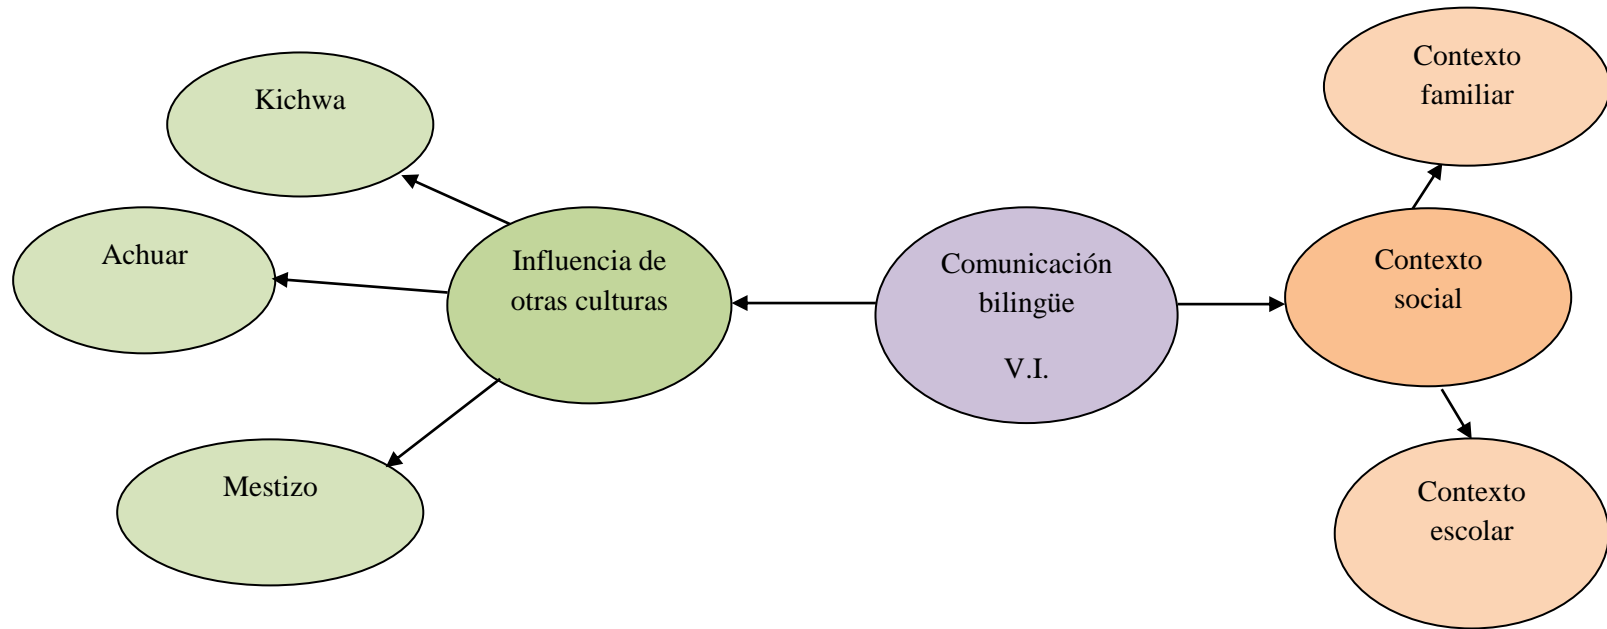 Kichwa
Achuar
Mestizo
Influencia de
otras culturas
Comunicación
bilingüe
V.I.
Contexto
familiar
Contexto
social
Contexto
escolar